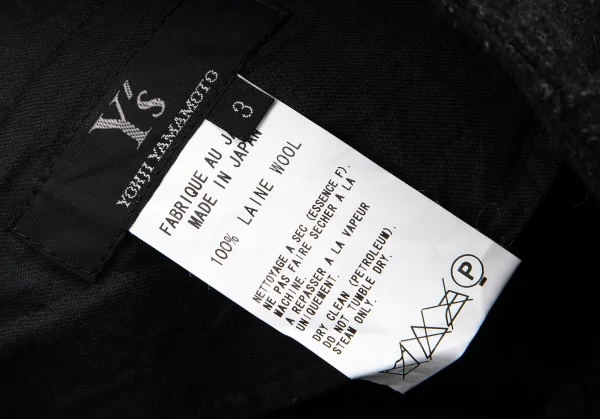 Y's
YOHJI YAMAMOTO
3
FABRIQUE AU
MADE IN JAPAN
100% LAINE WOOL
NETTOYAGE A SEC (ESSENCE F).
NE PAS FAIRE SECHER A LA
MACHINE.
A REPASSER A LA VAPEUR
UNIQUEMENT.
DRY CLEAN (PETROLEUM).
DO NOT TUMBLE DRY.
STEAM ONLY.
P